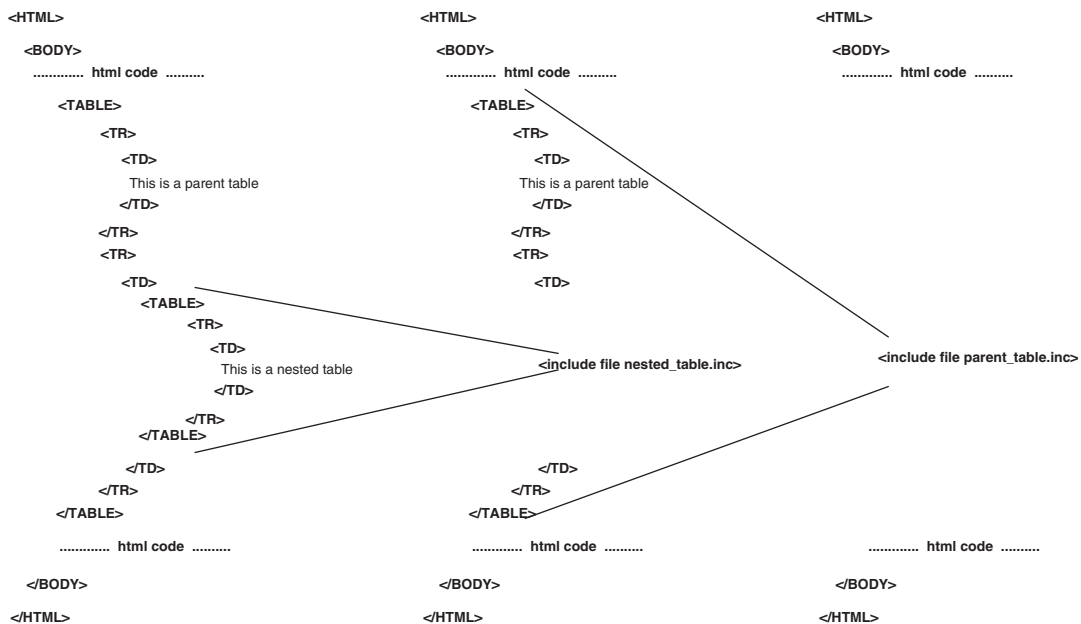 <HTML>
<BODY>
............. html code ..........
<TABLE>
<TR>
<TD>
This is a parent table
</TD>
</TR>
<TR>
<TD>
<TABLE>
<TR>
<TD>
This is a nested table
</TD>
</TR>
</TABLE>
</TD>
</TR>
</TABLE>
............. html code ..........
</BODY>
</HTML>
<HTML>
<BODY>
............. html code ..........
<TABLE>
<TR>
<TD>
This is a parent table
</TD>
</TR>
<TR>
<TD>
<include file nested_table.inc>
</TD>
</TR>
</TABLE>
............. html code ..........
</BODY>
</HTML>
<HTML>
<BODY>
............. html code ..........
<include file parent_table.inc>
............. html code ..........
</BODY>
</HTML>